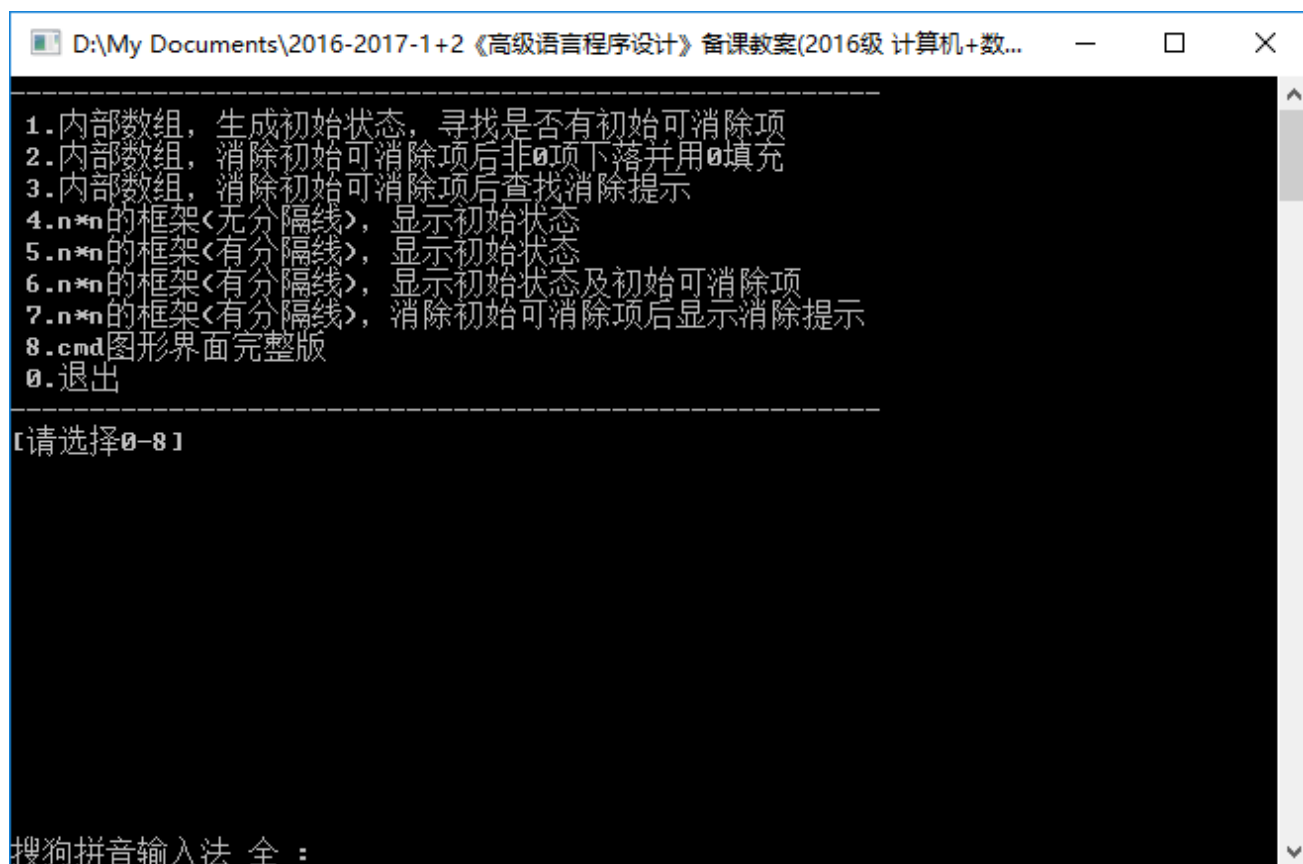 D:\My Documents\2016-2017-1+2《高级语言程序设计》备课教案(2016级 计算机+数...
1.内部数组，生成初始状态，寻找是否有初始可消除项
2.内部数组，消除初始可消除项后非0项下落并用0填充
3.内部数组，消除初始可消除项后查找消除提示
4.n*n的框架(无分隔线)，显示初始状态
5.n*n的框架(有分隔线)，显示初始状态
6.n*n的框架(有分隔线)，显示初始状态及初始可消除项
7.n*n的框架(有分隔线)，消除初始可消除项后显示消除提示
8.cmd图形界面完整版
0.退出
[请选择0-8]
搜狗拼音输入法 全 :